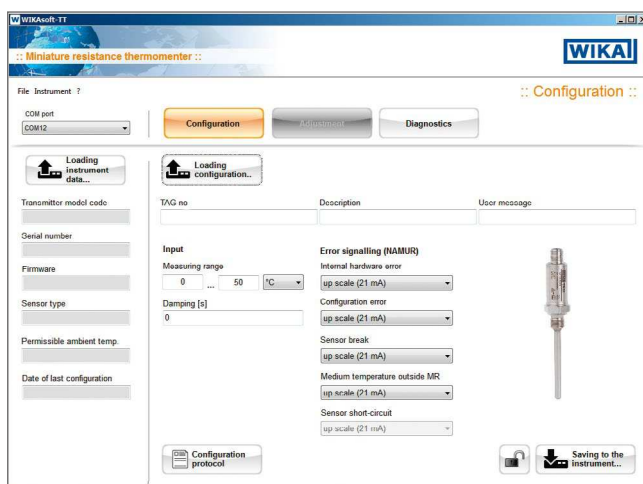 WIKAsoft-TT
:: Miniature resistance thermomenter ::
WIKAI
File Instrument ?
:: Configuration ::
COM port
COM12
Configuration
Adjustment
Diagnostics
Loading
instrument
data...
Loading
configuration..
Transmitter model code
TAG no
Description
User message
Serial number
Input
Error signalling (NAMUR)
Firmware
Measuring range
Internal hardware error
0 ... 50 °C
up scale (21 mA)
Sensor type
Damping [s]
Configuration error
0
up scale (21 mA)
Permissible ambient temp.
Sensor break
up scale (21 mA)
Date of last configuration
Medium temperature outside MR
up scale (21 mA)
Sensor short-circuit
up scale (21 mA)
Configuration
protocol
Saving to the
instrument...